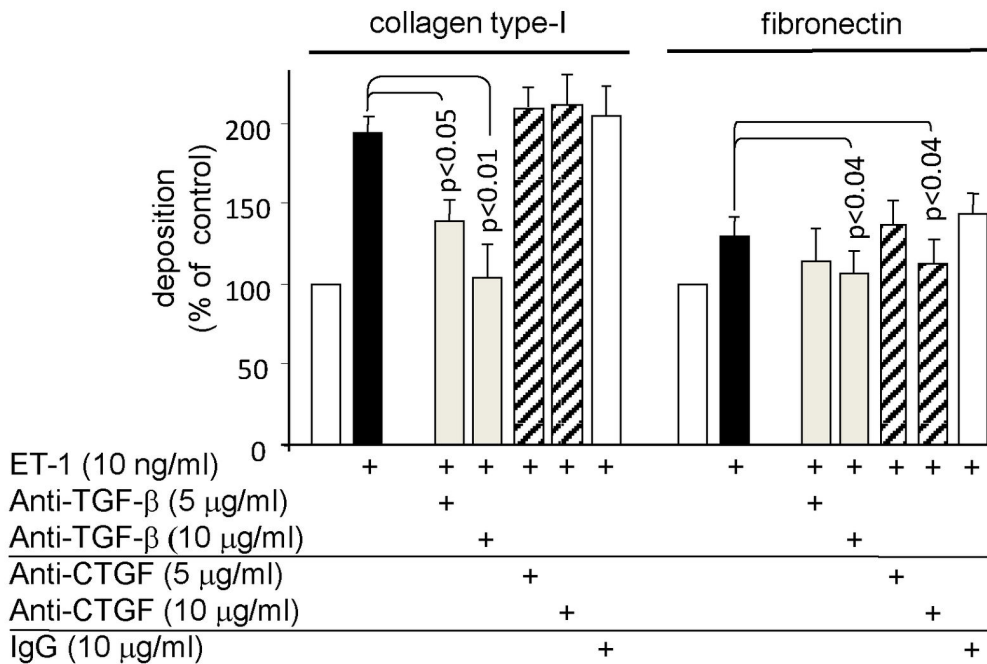 collagen type-I fibronectin
deposition
(% of control)
200
150
100
50
0
p<0.05
p<0.01
p<0.04
p<0.04
ET-1 (10 ng/ml) + + + + + + + + + + + +
Anti-TGF-β (5 μg/ml) + +
Anti-TGF-β (10 μg/ml) + +
Anti-CTGF (5 μg/ml) + +
Anti-CTGF (10 μg/ml) + +
IgG (10 μg/ml) + +